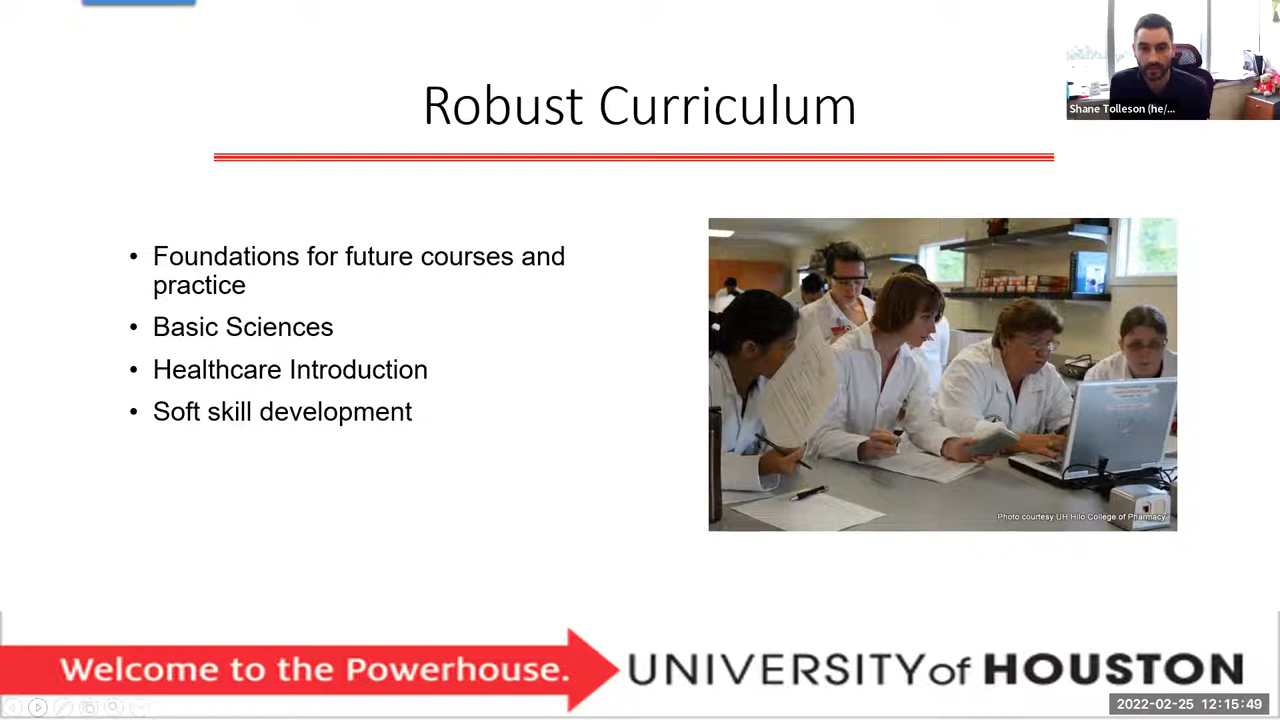 Robust Curriculum
Shane Tolleson (he/...
• Foundations for future courses and
practice
• Basic Sciences
• Healthcare Introduction
• Soft skill development
Photo courtesy UH Hilo College of Pharmacy
Welcome to the Powerhouse.
UNIVERSITY of HOUSTON
2022-02-25 12:15:49